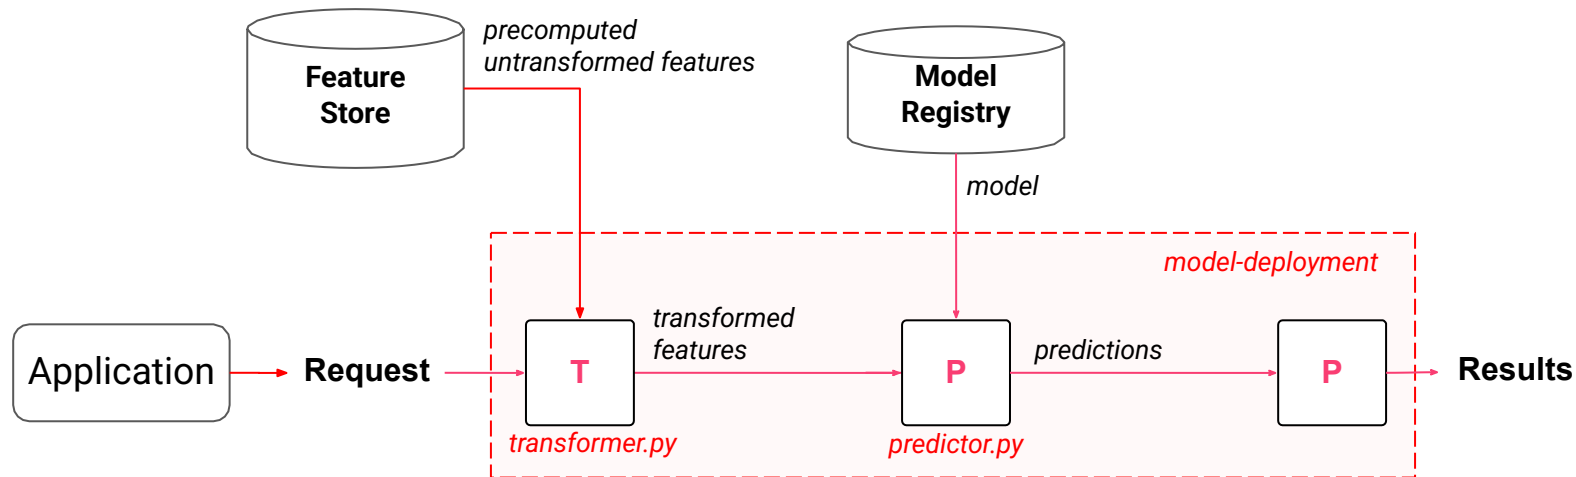 precomputed
untransformed features
Feature
Store
Model
Registry
model
model-deployment
Application
Request
T
transformed
features
P
predictions
P
Results
transformer.py
predictor.py